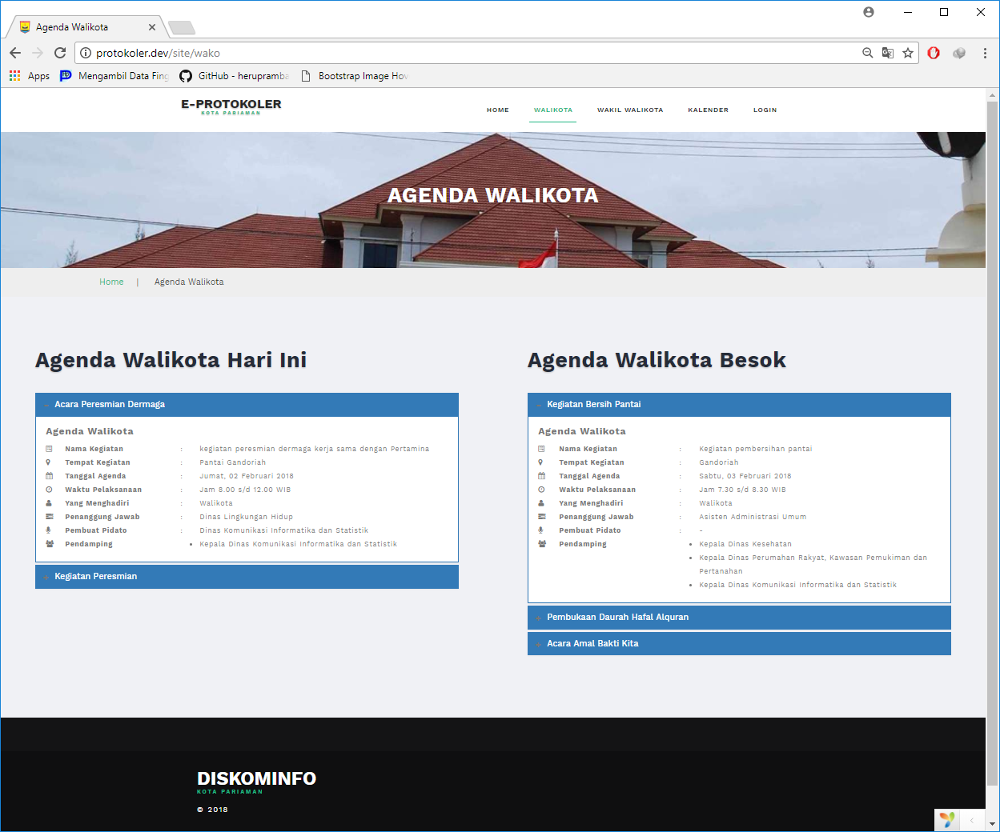 Agenda Walikota
protokoler.dev/site/wako
Apps
Mengambil Data Fing
GitHub - herupramba
Bootstrap Image Hov
E-PROTOKOLER
KOTA PARIAMAN
HOME
WALIKOTA
WAKIL WALIKOTA
KALENDER
LOGIN
AGENDA WALIKOTA
Home | Agenda Walikota
Agenda Walikota Hari Ini
- Acara Peresmian Dermaga
Agenda Walikota
Nama Kegiatan : kegiatan peresmian dermaga kerja sama dengan Pertamina
Tempat Kegiatan : Pantai Gandoriah
Tanggal Agenda : Jumat, 02 Februari 2018
Waktu Pelaksanaan : Jam 8.00 s/d 12.00 WIB
Yang Menghadiri : Walikota
Penanggung Jawab : Dinas Lingkungan Hidup
Pembuat Pidato : Dinas Komunikasi Informatika dan Statistik
Pendamping • Kepala Dinas Komunikasi Informatika dan Statistik
+ Kegiatan Peresmian
Agenda Walikota Besok
- Kegiatan Bersih Pantai
Agenda Walikota
Nama Kegiatan : Kegiatan pembersihan pantai
Tempat Kegiatan : Gandoriah
Tanggal Agenda : Sabtu, 03 Februari 2018
Waktu Pelaksanaan : Jam 7.30 s/d 8.30 WIB
Yang Menghadiri : Walikota
Penanggung Jawab : Asisten Administrasi Umum
Pembuat Pidato : -
Pendamping • Kepala Dinas Kesehatan
• Kepala Dinas Perumahan Rakyat, Kawasan Pemukiman dan
Pertanahan
• Kepala Dinas Komunikasi Informatika dan Statistik
+ Pembukaan Daurah Hafal Alquran
+ Acara Amal Bakti Kita
DISKOMINFO
KOTA PARIAMAN
© 2018